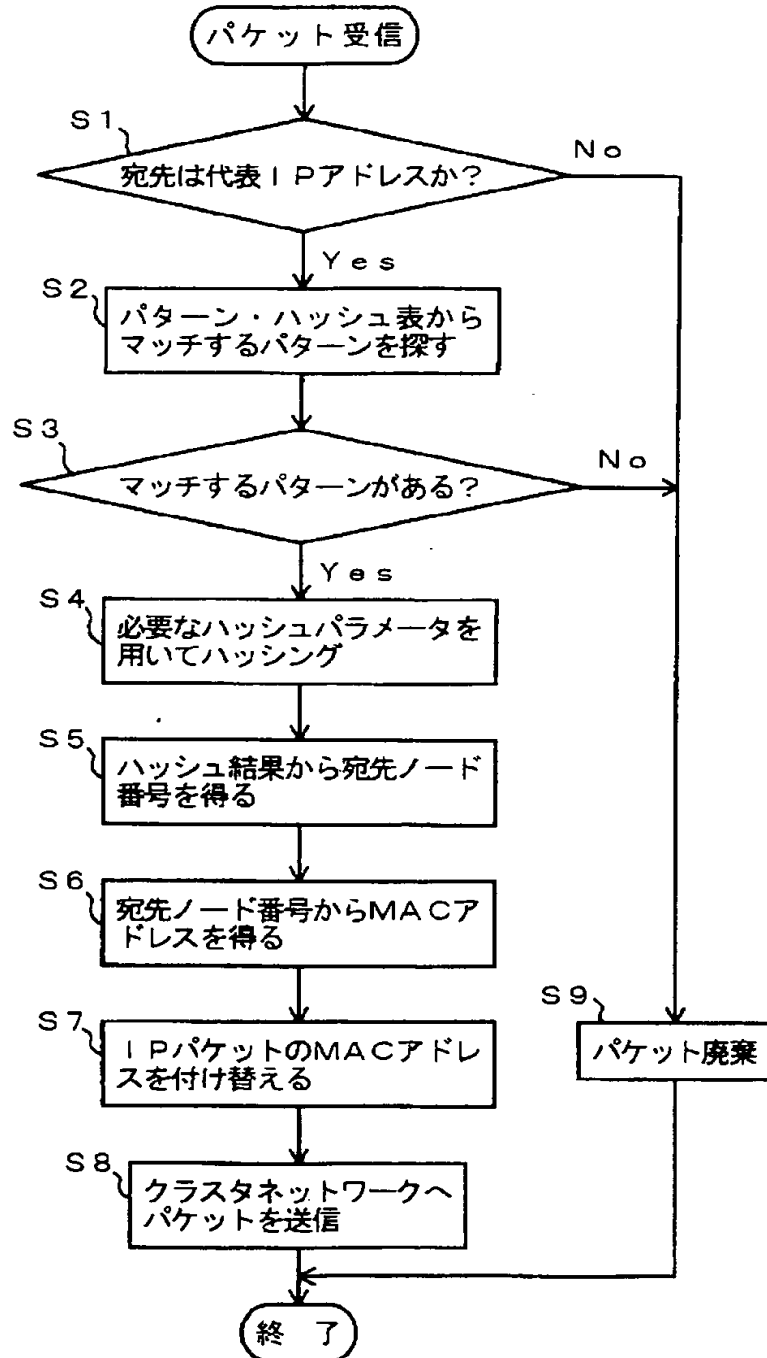 パケット受信
S1
宛先は代表IPアドレスか?
No
Yes
S2
パターン・ハッシュ表から
マッチするパターンを探す
S3
マッチするパターンがある?
No
Yes
S4
必要なハッシュパラメータを
用いてハッシング
S5
ハッシュ結果から宛先ノード
番号を得る
S6
宛先ノード番号からMACア
ドレスを得る
S7
IPパケットのMACアドレ
スを付け替える
S9
パケット廃棄
S8
クラスタネットワークへ
パケットを送信
終 了